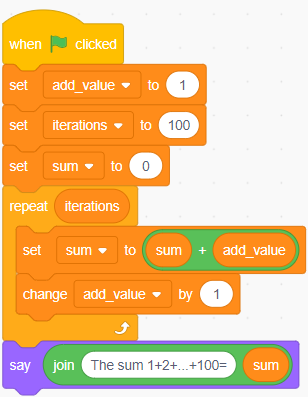 when clicked
set add_value to 1
set iterations to 100
set sum to 0
repeat iterations
set sum to sum + add_value
change add_value by 1
say join The sum 1+2+...+100= sum